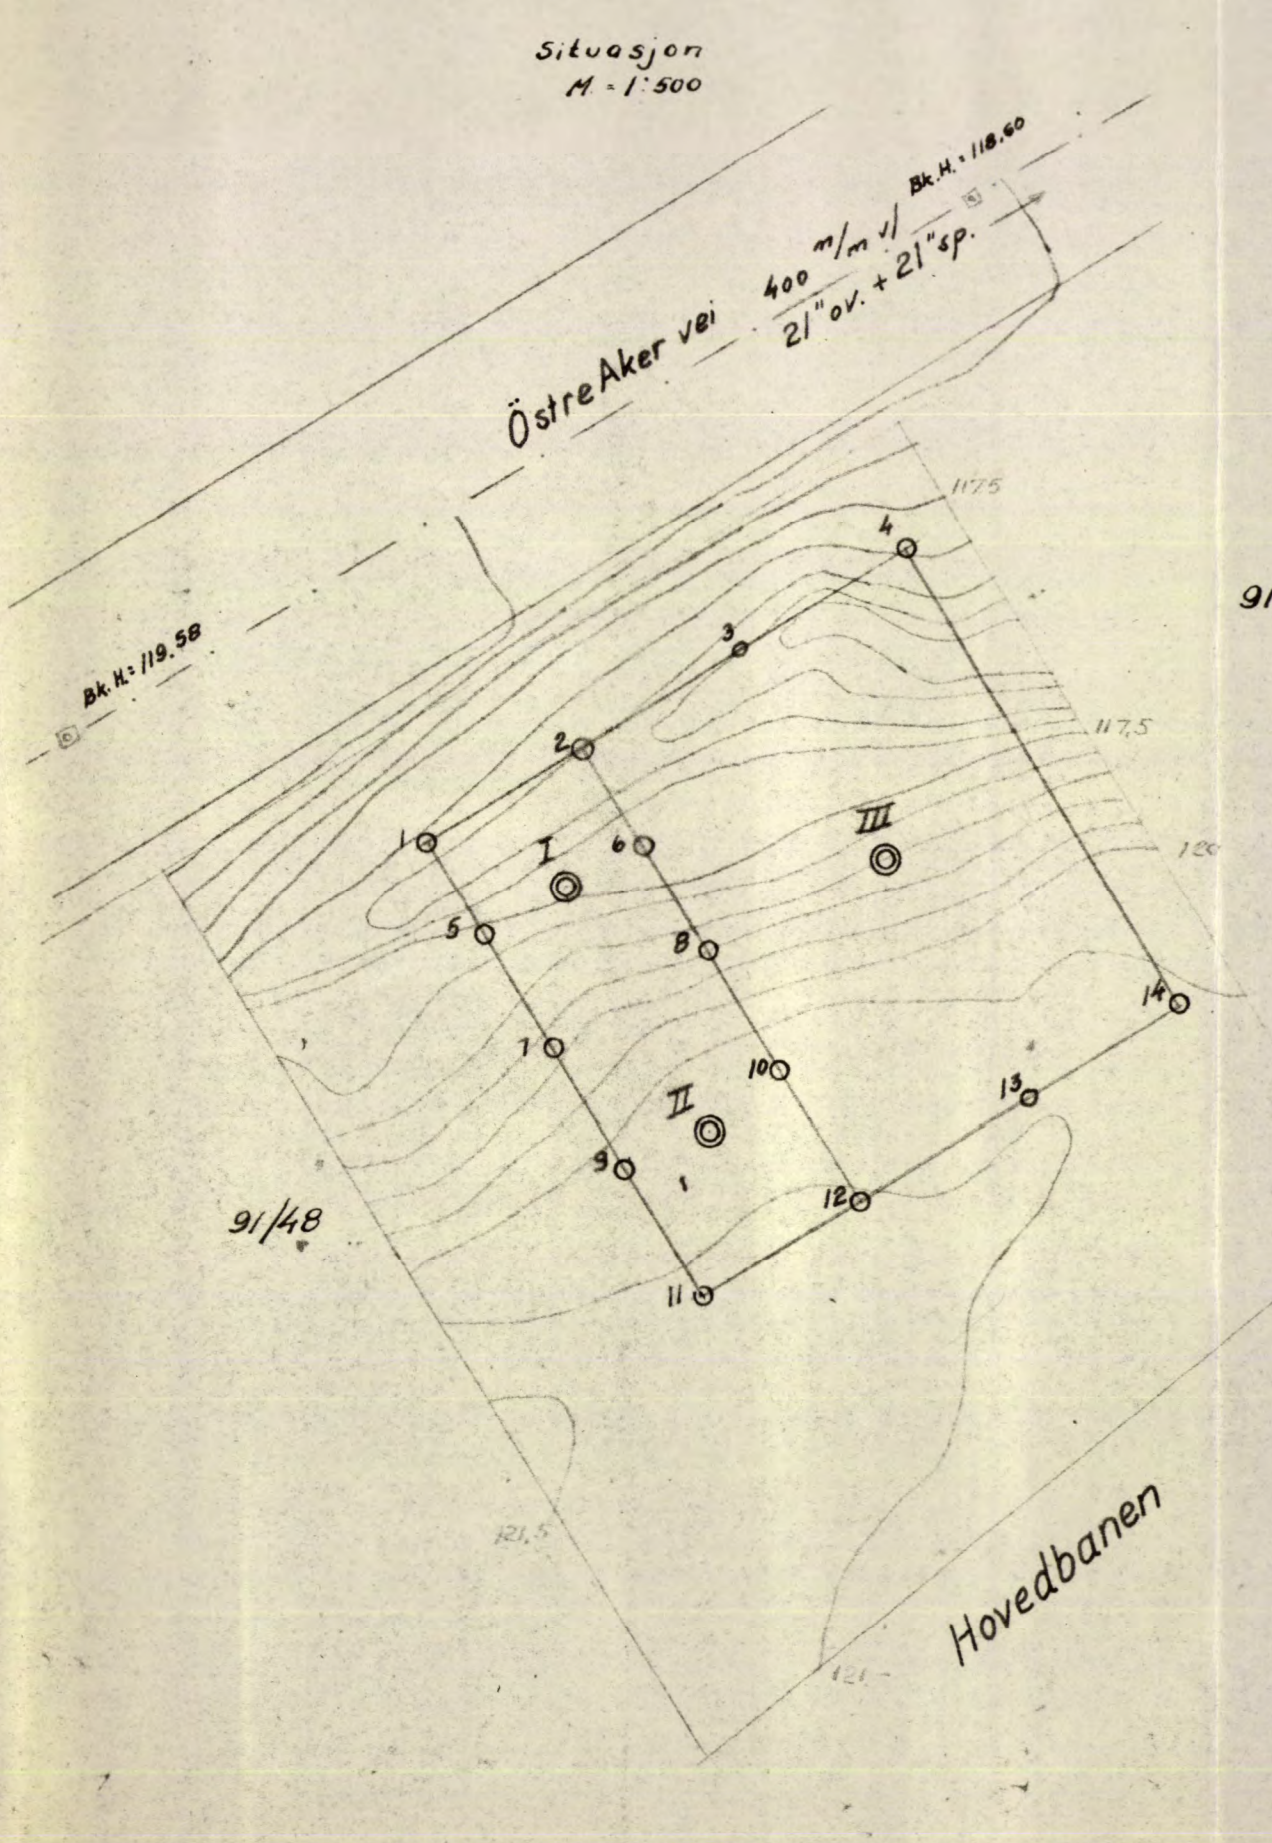 Situasjon
M = 1:500
Bk.H. = 118.60
400 m/m v/
21" ov. + 21" sp.
Östre Aker vei
117.5
4
91
3
Bk.H. = 119.58
117.5
2
III
1
I
6
120
5
8
14
7
10
13
II
9
12
91/48
11
121,5
Hovedbanen
121